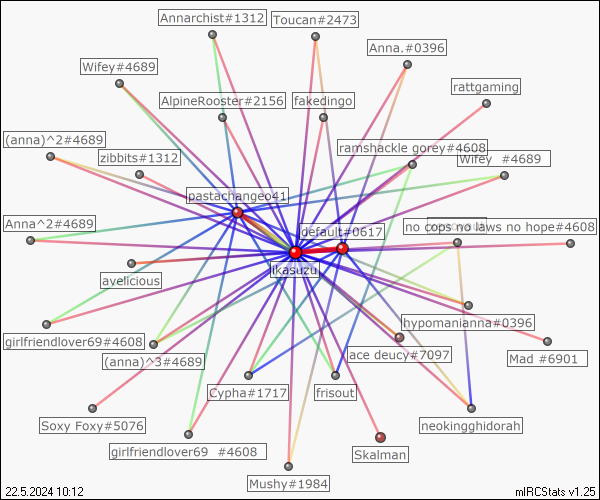 Annarchist#1312
Toucan#2473
Anna.#0396
Wifey#4689
rattgaming
AlpineRooster#2156
fakedingo
(anna)^2#4689
zibbits#1312
ramshackle gorey#4608
Wifey #4689
pastachangeo41
Anna^2#4689
default#0617
no cops no laws no hope#4608
Ikasuzu
avelicious
hypomanianna#0396
girlfriendlover69#4608
(anna)^3#4689
ace deucy#7097
Mad #6901
Cypha#1717
frisout
Soxy Foxy#5076
neokingghidorah
girlfriendlover69 #4608
Skalman
Mushy#1984
22.5.2024 10:12
mIRCStats v1.25